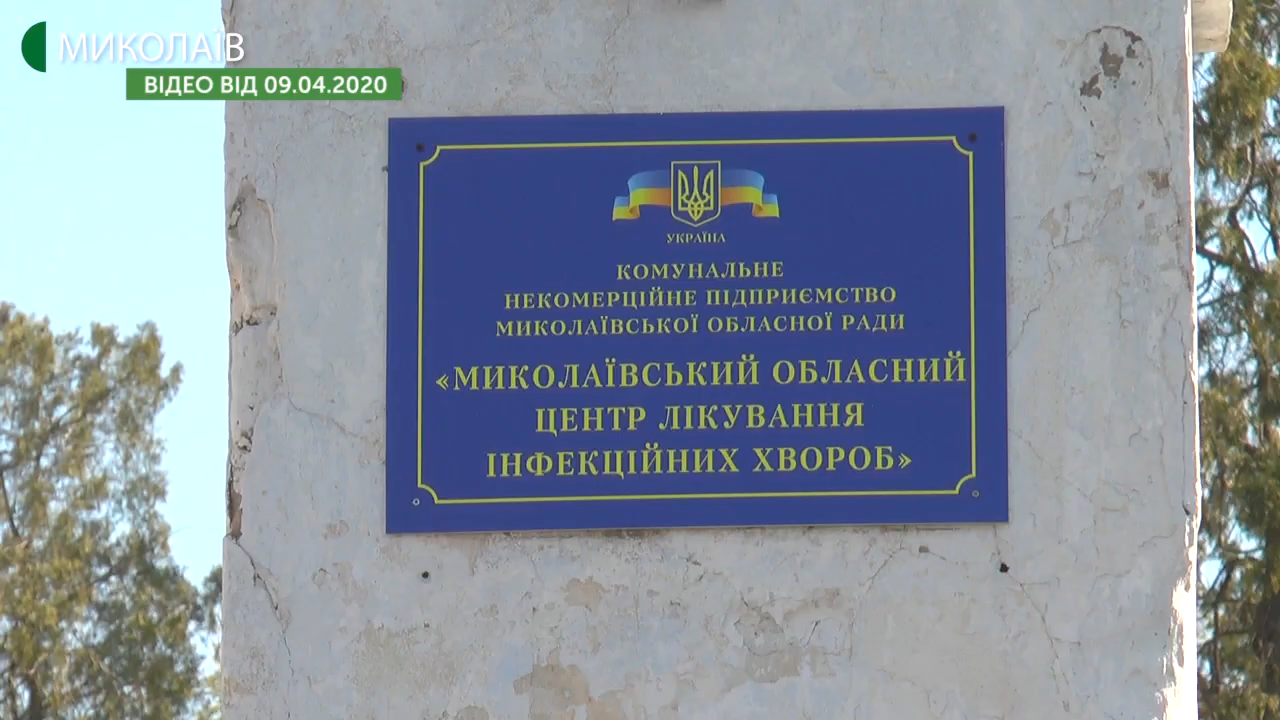 МИКОЛАЇВ
ВІДЕО ВІД 09.04.2020
УКРАЇНА
КОМУНАЛЬНЕ
НЕКОМЕРЦІЙНЕ ПІДПРИЄМСТВО
МИКОЛАЇВСЬКОЇ ОБЛАСНОЇ РАДИ
«МИКОЛАЇВСЬКИЙ ОБЛАСНИЙ
ЦЕНТР ЛІКУВАННЯ
ІНФЕКЦІЙНИХ ХВОРОБ»